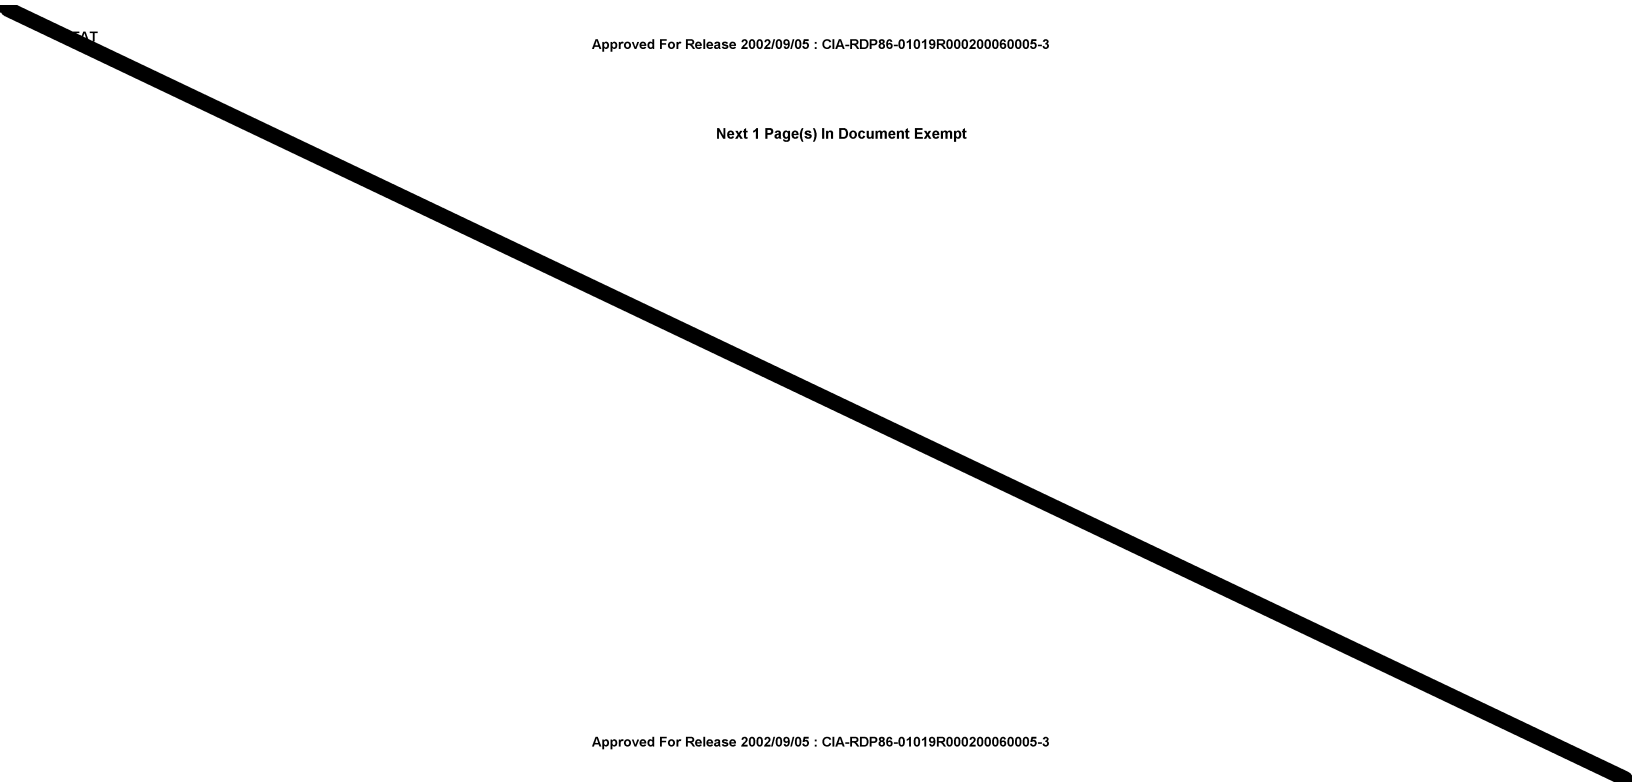 Approved For Release 2002/09/05 : CIA-RDP86-01019R000200060005-3
Next 1 Page(s) In Document Exempt
Approved For Release 2002/09/05 : CIA-RDP86-01019R000200060005-3